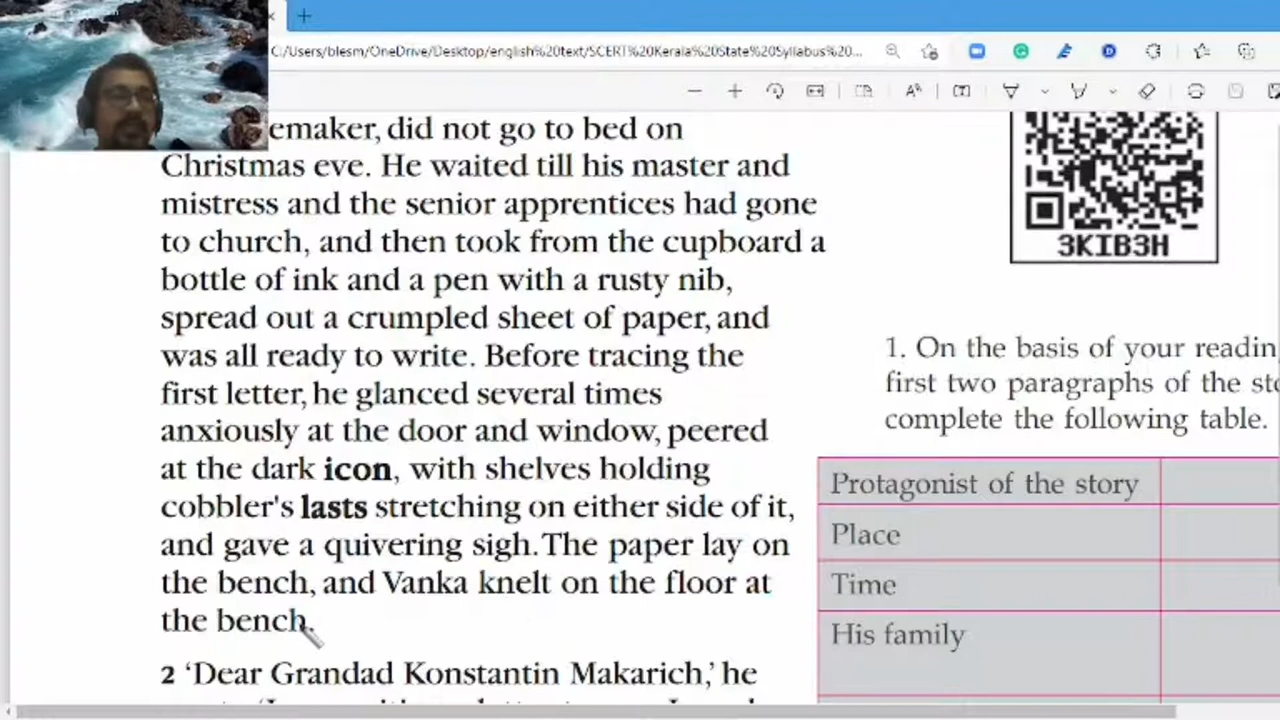 C:/Users/blesm/OneDrive/Desktop/english%20text/SCERT%20Kerala%20State%20Syllabus%20...
emaker, did not go to bed on
Christmas eve. He waited till his master and
mistress and the senior apprentices had gone
to church, and then took from the cupboard a
bottle of ink and a pen with a rusty nib,
spread out a crumpled sheet of paper, and
was all ready to write. Before tracing the
first letter, he glanced several times
anxiously at the door and window, peered
at the dark icon, with shelves holding
cobbler's lasts stretching on either side of it,
and gave a quivering sigh. The paper lay on
the bench, and Vanka knelt on the floor at
the bench.
2 ‘Dear Grandad Konstantin Makarich,’ he
3KIB3H
1. On the basis of your readin
first two paragraphs of the sto
complete the following table.
Protagonist of the story
Place
Time
His family